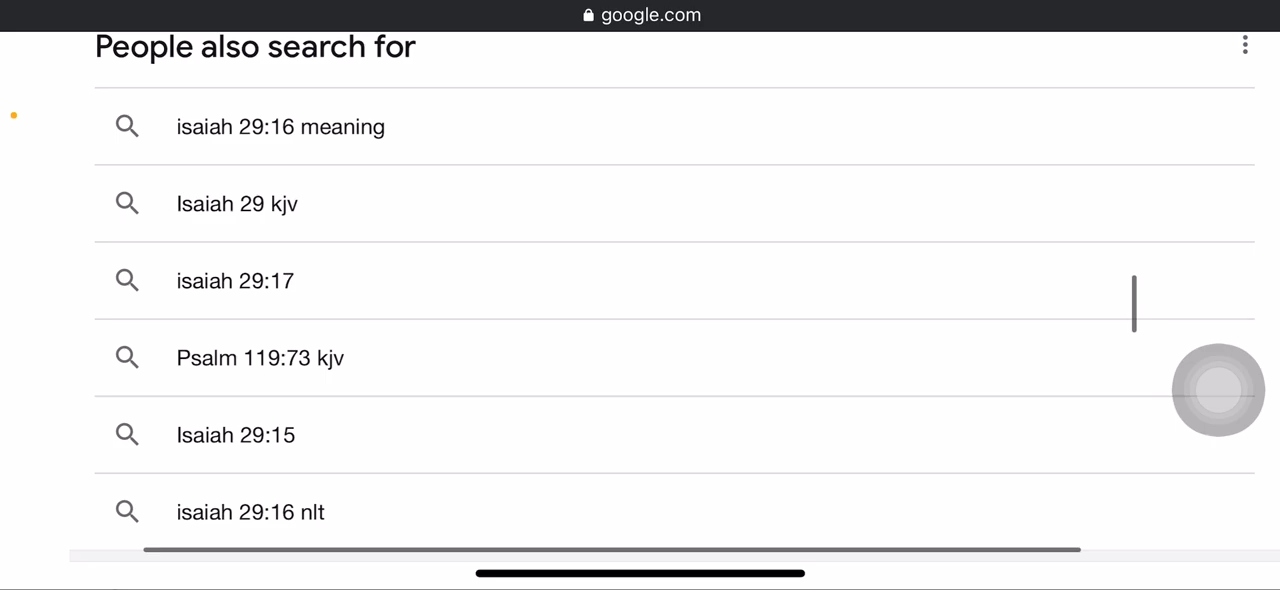 google.com
People also search for
isaiah 29:16 meaning
Isaiah 29 kjv
isaiah 29:17
Psalm 119:73 kjv
Isaiah 29:15
isaiah 29:16 nlt